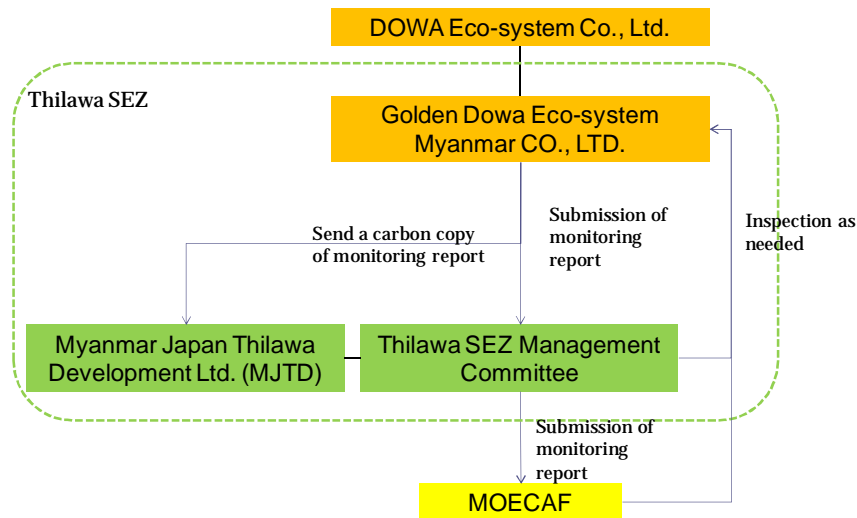 DOWA Eco-system Co., Ltd.
Thilawa SEZ
Golden Dowa Eco-system
Myanmar CO., LTD.
Send a carbon copy
of monitoring report
Submission of
monitoring
report
Inspection as
needed
Myanmar Japan Thilawa
Development Ltd. (MJTD)
Thilawa SEZ Management
Committee
Submission of
monitoring
report
MOECAF